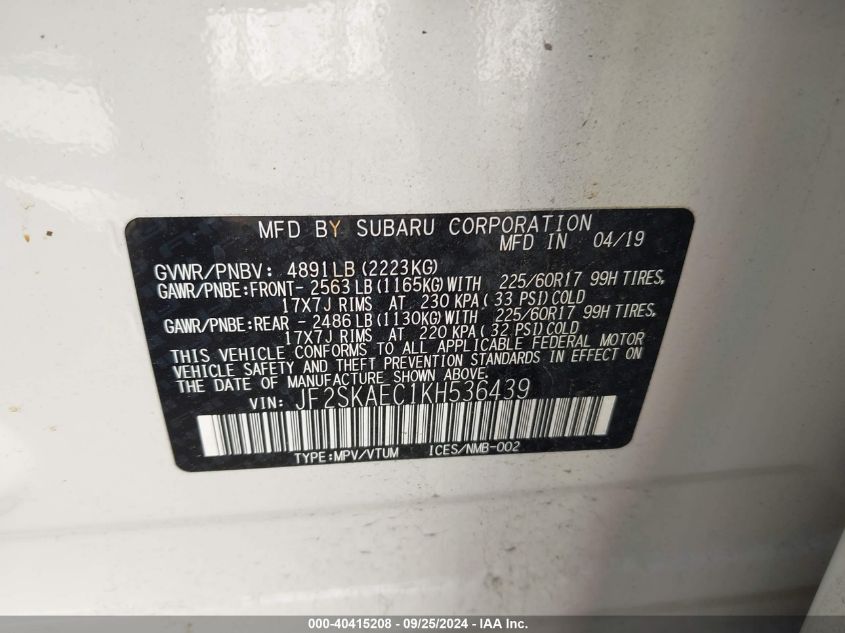 MFD BY SUBARU CORPORATION
MFD IN 04/19
GVWR/PNBV: 4891LB(2223KG)
GAWR/PNBE:FRONT- 2563LB(1165KG)WITH 225/60R17 99H TIRES,
17X7J RIMS AT 230 KPA( 33 PSI)COLD
GAWR/PNBE:REAR - 2486LB(1130KG)WITH 225/60R17 99H TIRES,
17X7J RIMS AT 220 KPA( 32 PSI)COLD
THIS VEHICLE CONFORMS TO ALL APPLICABLE FEDERAL MOTOR
VEHICLE SAFETY AND THEFT PREVENTION STANDARDS IN EFFECT ON
THE DATE OF MANUFACTURE SHOWN ABOVE.
VIN: JF2SKAEC1KH536439
TYPE:MPV/VTUM ICES/NMB-002
000-40415208 - 09/25/2024 - IAA Inc.